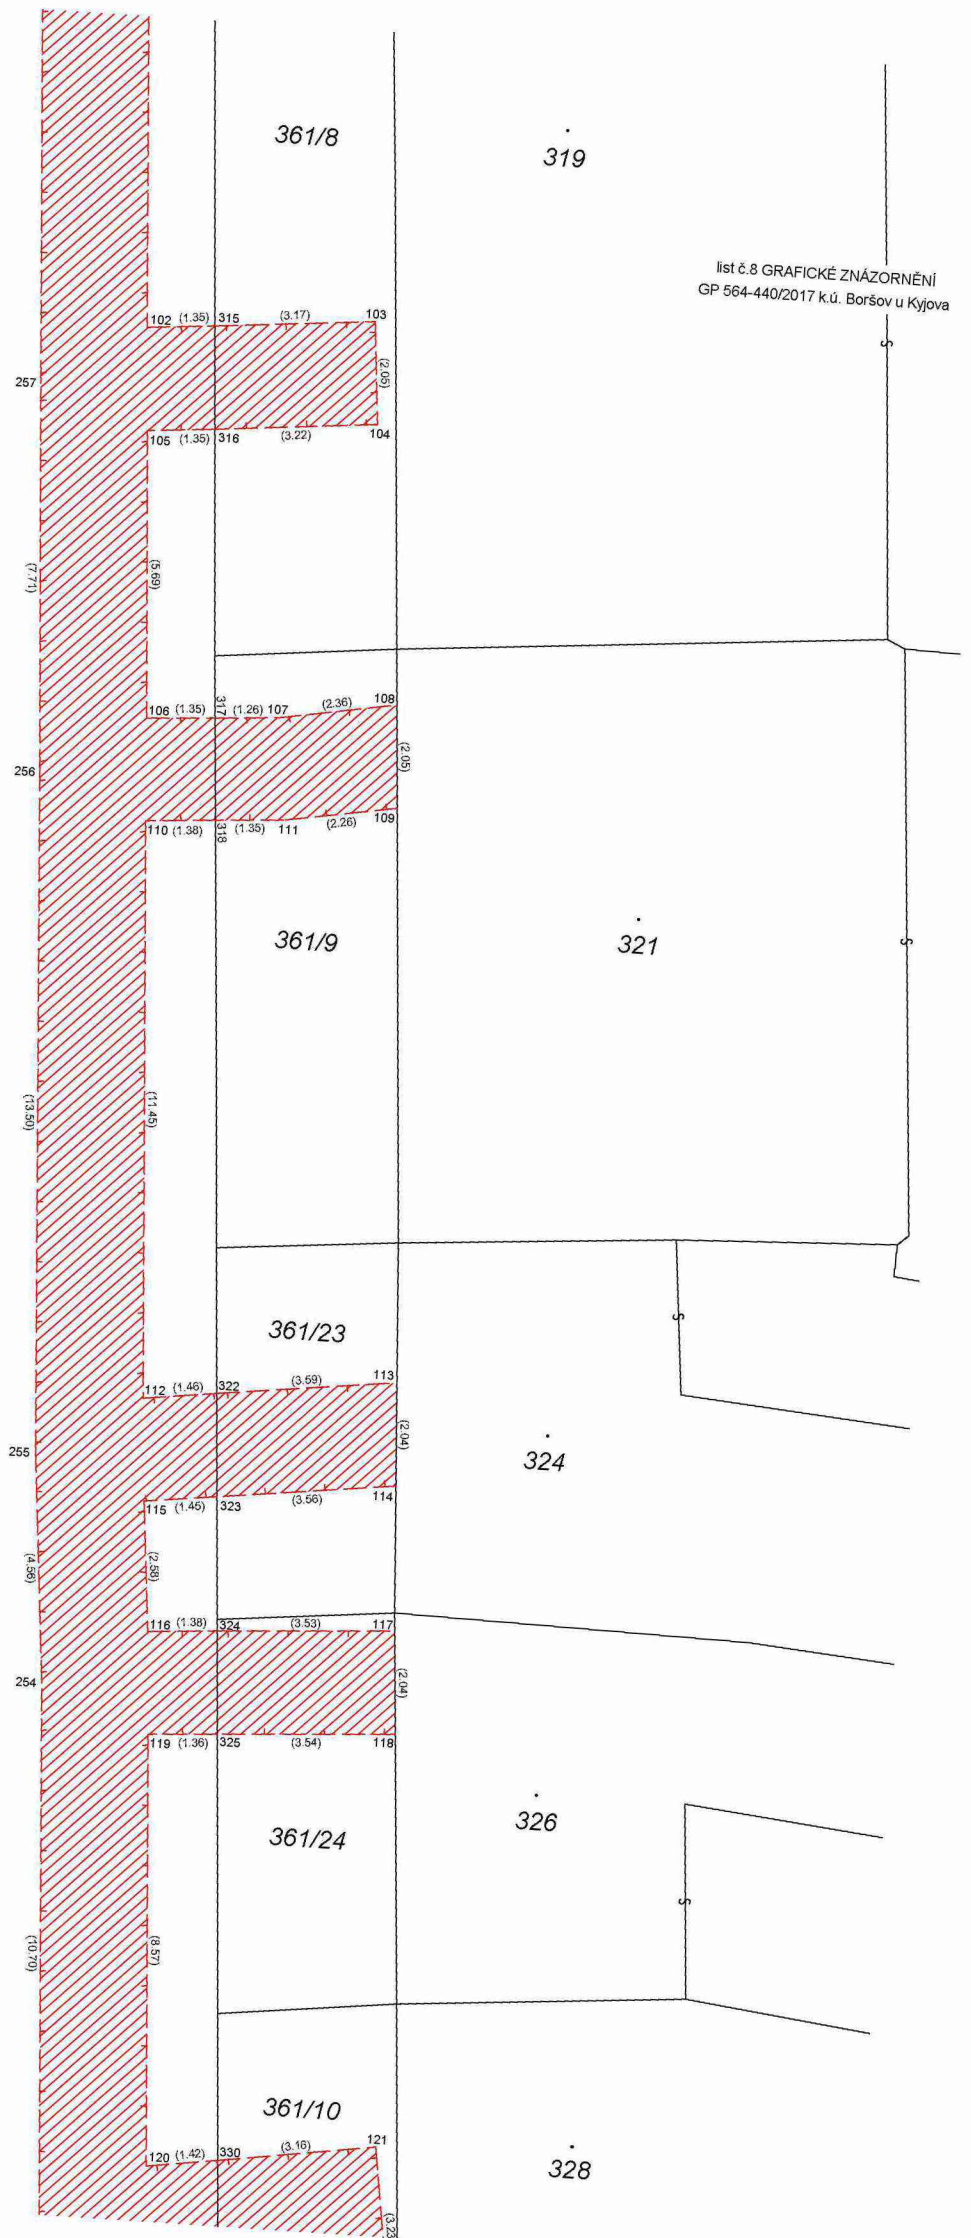 361/8
319
list č.8 GRAFICKÉ ZNÁZORNĚNÍ
GP 564-440/2017 k.ú. Boršov u Kyjova
102 (1.35) 315 (3.17) 103
257
(2.05)
105 (1.35) 316 (3.22) 104
(7.71)
(5.69)
106 (1.35) 317 (1.26) 107 (2.36) 108
256
(2.05)
110 (1.38) 318 (1.35) 111 (2.26) 109
361/9
321
(13.50)
(11.45)
361/23
112 (1.46) 322 (3.59) 113
255
(2.04)
324
115 (1.45) 323 (3.56) 114
(4.56)
(2.58)
116 (1.38) 324 (3.53) 117
254
(2.04)
119 (1.36) 325 (3.54) 118
361/24
326
(10.70)
(8.57)
361/10
120 (1.42) 330 (3.16) 121
328
(3.23